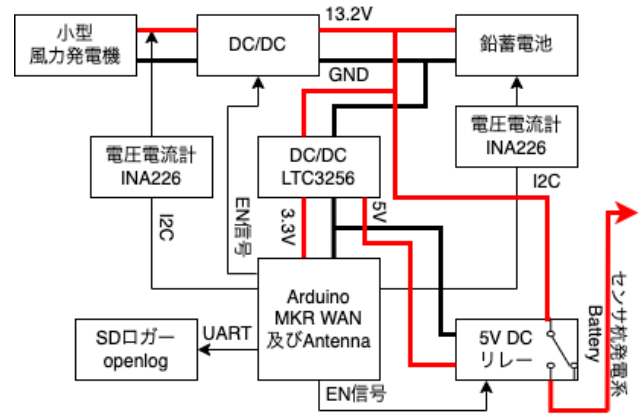 小型
風力発電機
DC/DC
13.2V
GND
鉛蓄電池
電圧電流計
INA226
DC/DC
LTC3256
電圧電流計
INA226
I2C
I2C
EN信号
3.3V
5V
Arduino
MKR WAN
及びAntenna
SDロガー
openlog
UART
EN信号
5V DC
リレー
Battery
センサ杭発電系